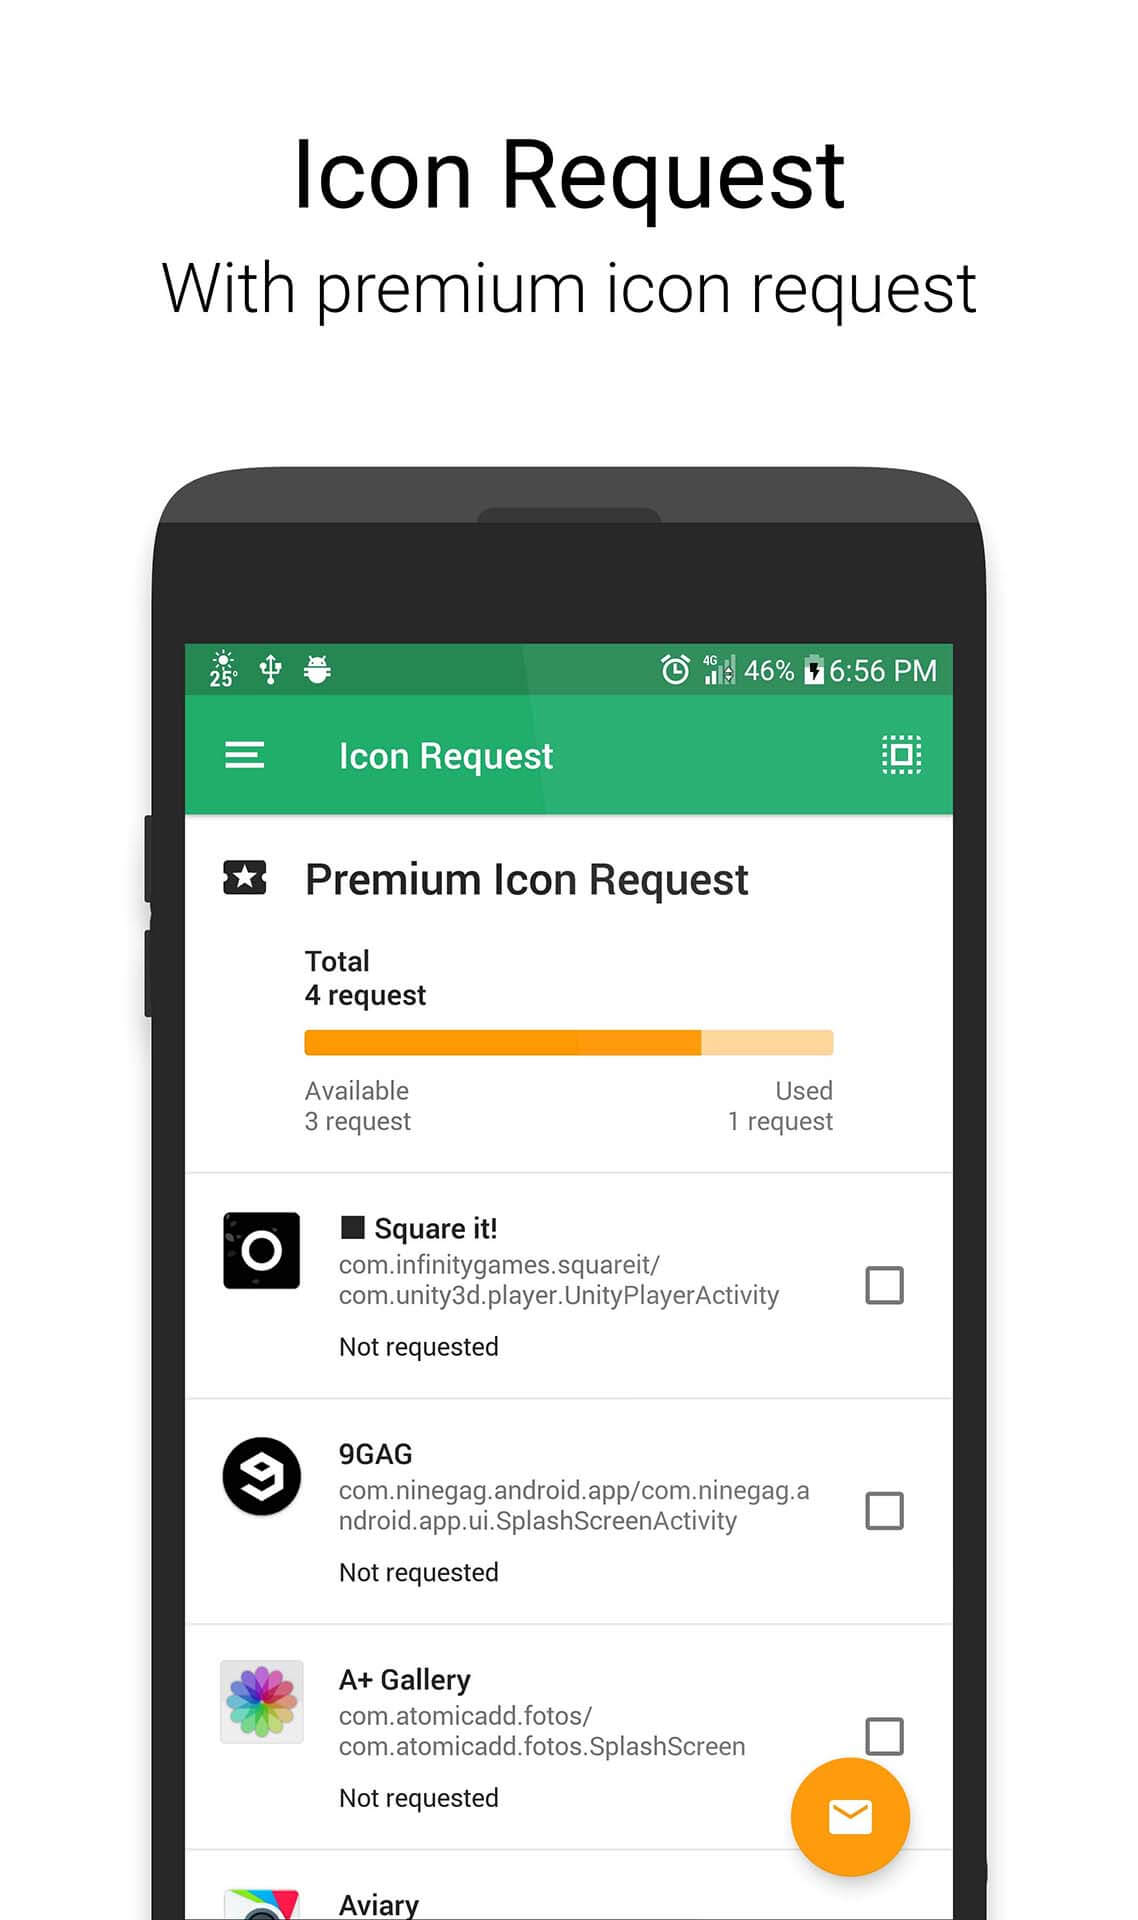 Icon Request
With premium icon request
25° 4G 46% 6:56 PM
Icon Request
Premium Icon Request
Total
4 request
Available Used
3 request 1 request
Square it!
com.infinitygames.squareit/
com.unity3d.player.UnityPlayerActivity
Not requested
9GAG
com.ninegag.android.app/com.ninegag.a
ndroid.app.ui.SplashScreenActivity
Not requested
A+ Gallery
com.atomicadd.fotos/
com.atomicadd.fotos.SplashScreen
Not requested
Aviary